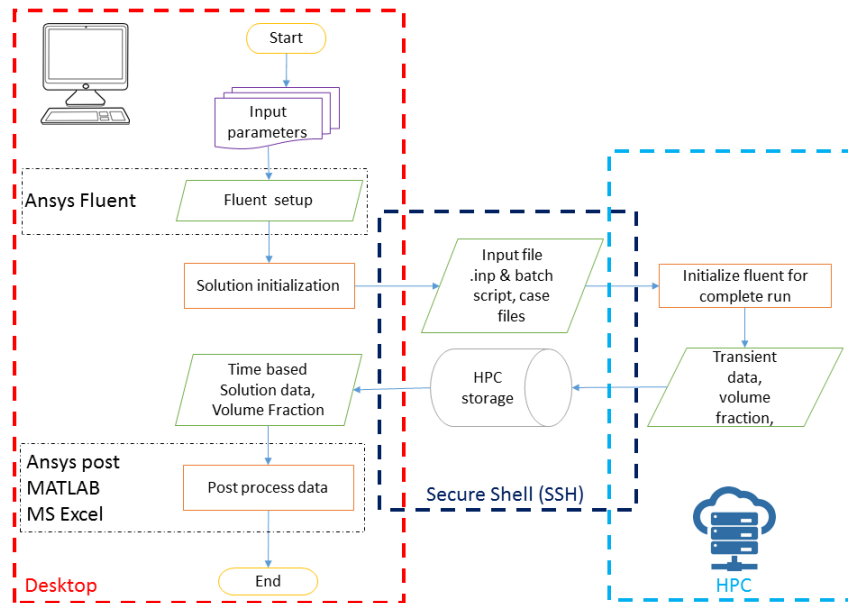 Start
Input
parameters
Ansys Fluent
Fluent setup
Solution initialization
Input file
.inp & batch
script, case
files
Initialize fluent for
complete run
Transient
data,
volume
fraction,
HPC
storage
Time based
Solution data,
Volume Fraction
Ansys post
MATLAB
MS Excel
Post process data
Secure Shell (SSH)
End
Desktop
HPC